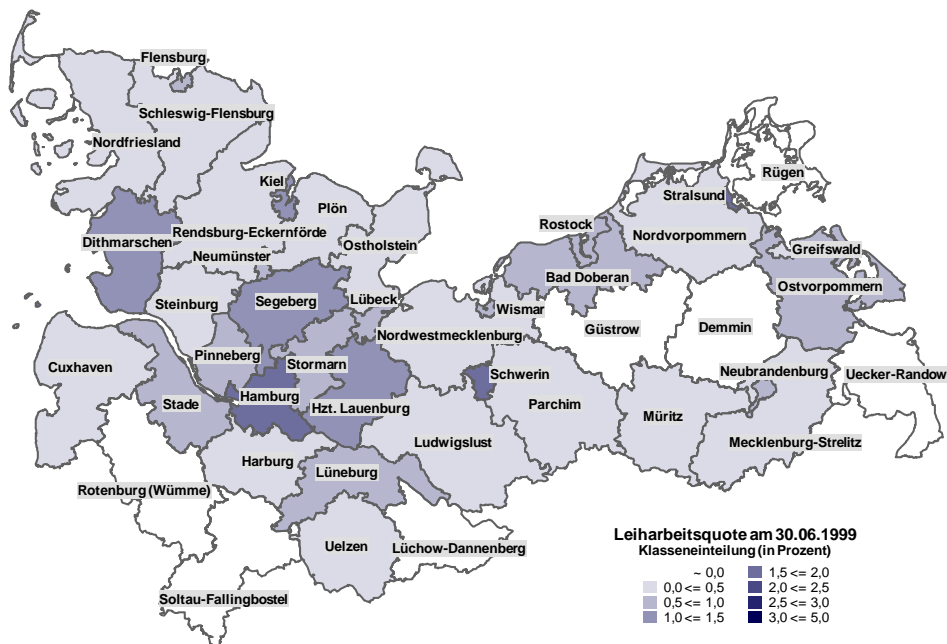 Flensburg
Schleswig-Flensburg
Nordfriesland
Rügen
Kiel
Stralsund
Plön
Rostock
Dithmarschen
Rendsburg-Eckernförde
Nordvorpommern
Ostholstein
Greifswald
Neumünster
Bad Doberan
Ostvorpommern
Steinburg
Segeberg
Lübeck
Wismar
Güstrow
Demmin
Nordwestmecklenburg
Pinneberg
Stormarn
Cuxhaven
Schwerin
Neubrandenburg
Uecker-Randow
Hamburg
Stade
Hzt. Lauenburg
Parchim
Müritz
Ludwigslust
Mecklenburg-Strelitz
Harburg
Lüneburg
Rotenburg (Wümme)
Uelzen
Lüchow-Dannenberg
Soltau-Fallingbostel
Leiharbeitsquote am 30.06.1999
Klasseneinteilung (in Prozent)
~ 0,0
0,0 <= 0,5
0,5 <= 1,0
1,0 <= 1,5
1,5 <= 2,0
2,0 <= 2,5
2,5 <= 3,0
3,0 <= 5,0